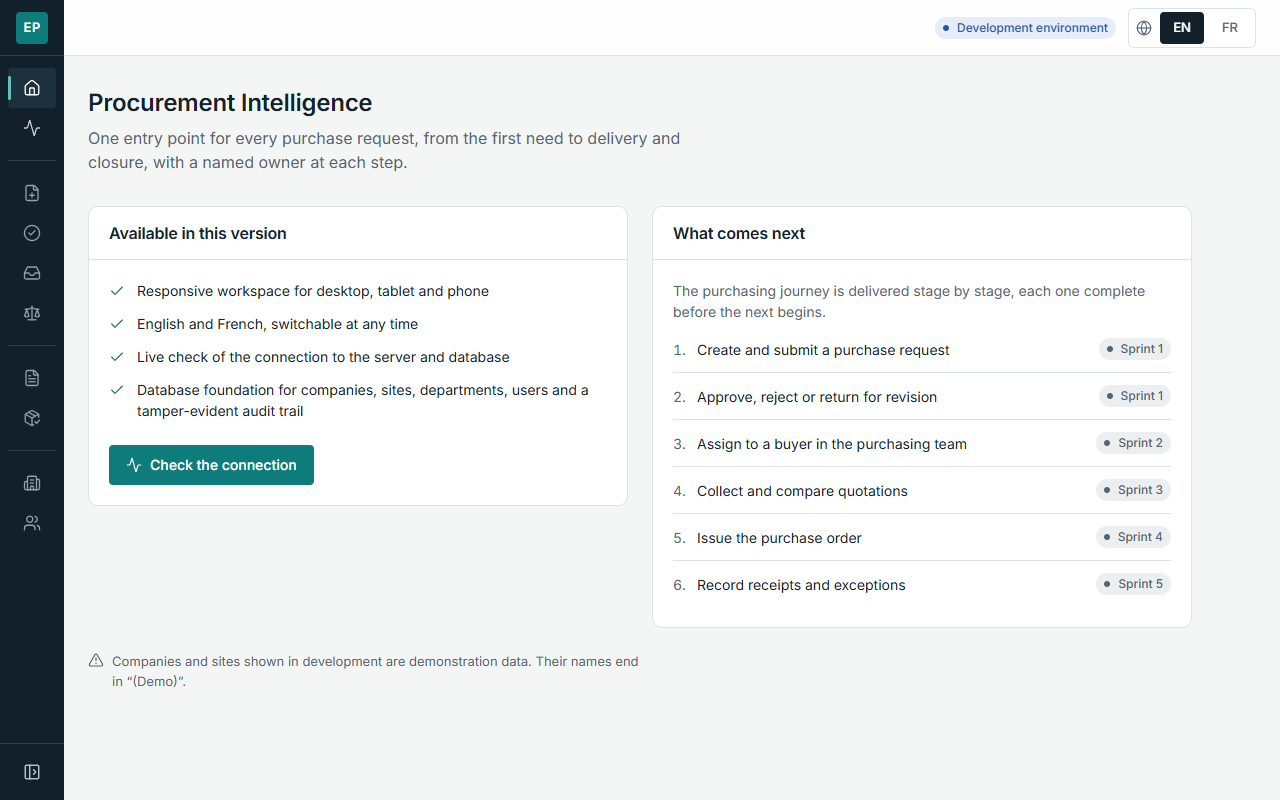 EP
Development environment
EN
FR
Procurement Intelligence
One entry point for every purchase request, from the first need to delivery and
closure, with a named owner at each step.
Available in this version
Responsive workspace for desktop, tablet and phone
English and French, switchable at any time
Live check of the connection to the server and database
Database foundation for companies, sites, departments, users and a
tamper-evident audit trail
Check the connection
What comes next
The purchasing journey is delivered stage by stage, each one complete
before the next begins.
1. Create and submit a purchase request Sprint 1
2. Approve, reject or return for revision Sprint 1
3. Assign to a buyer in the purchasing team Sprint 2
4. Collect and compare quotations Sprint 3
5. Issue the purchase order Sprint 4
6. Record receipts and exceptions Sprint 5
Companies and sites shown in development are demonstration data. Their names end
in “(Demo)”.